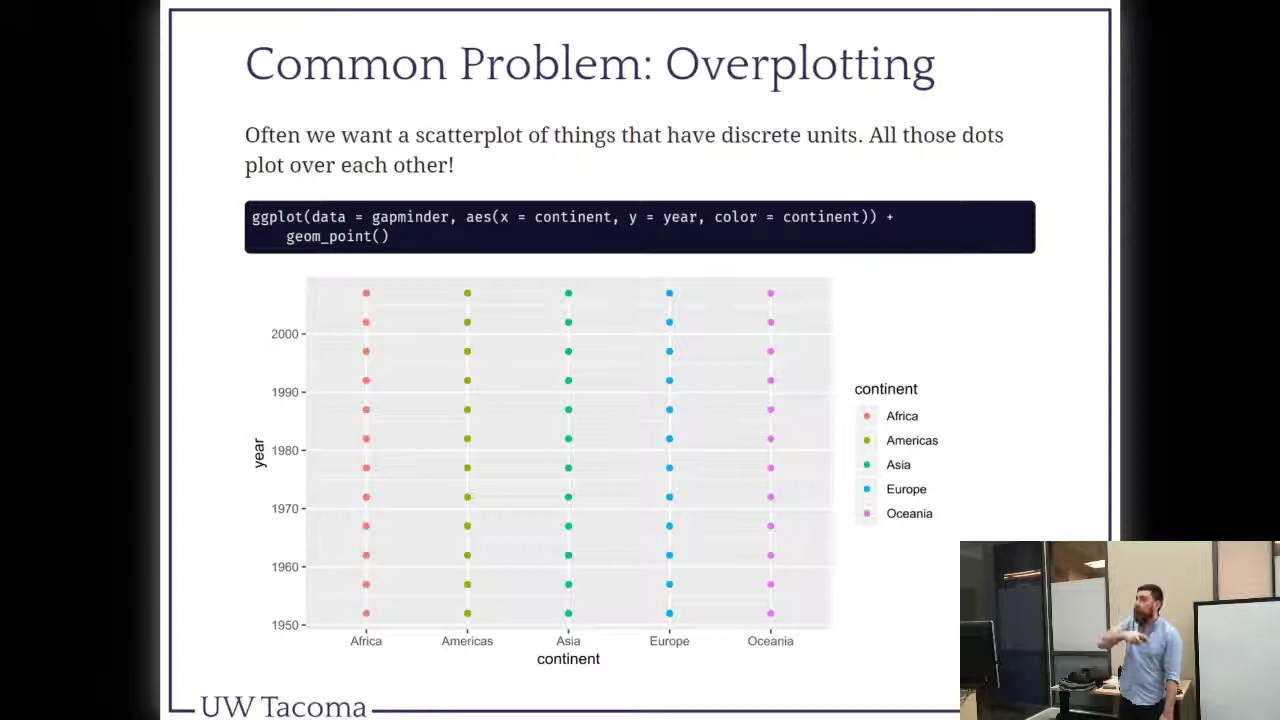 Common Problem: Overplotting
Often we want a scatterplot of things that have discrete units. All those dots
plot over each other!
ggplot(data = gapminder, aes(x = continent, y = year, color = continent)) +
geom_point()
2000
1990
1980
1970
1960
1950
year
Africa
Americas
Asia
Europe
Oceania
continent
continent
Africa
Americas
Asia
Europe
Oceania
UW Tacoma